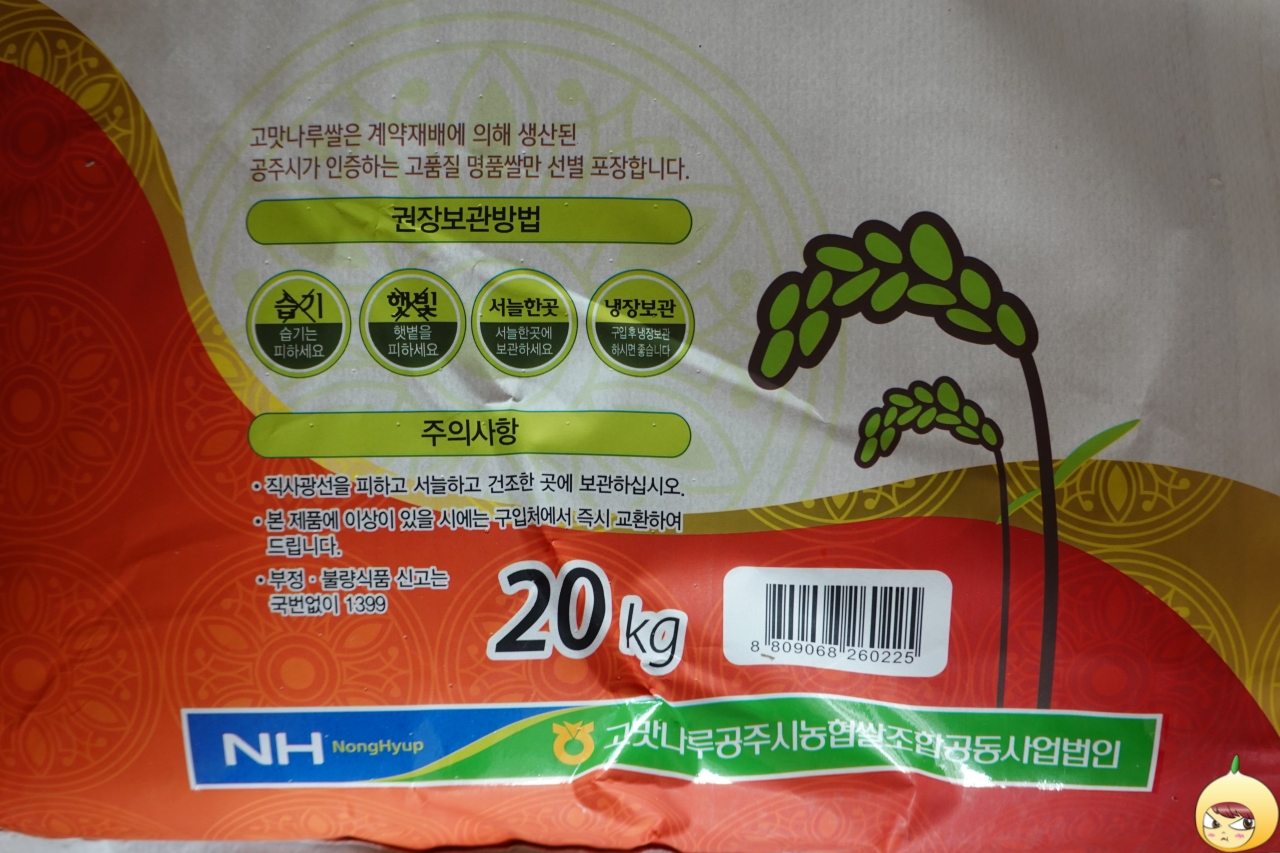 고맛나루쌀은 계약재배에 의해 생산된
공주시가 인증하는 고품질 명품쌀만 선별 포장합니다.
권장보관방법
습기
습기는
피하세요
햇빛
햇볕을
피하세요
서늘한곳
서늘한곳에
보관하세요
냉장보관
구입 후 냉장보관
하시면 좋습니다
주의사항
• 직사광선을 피하고 서늘하고 건조한 곳에 보관하십시오.
• 본 제품에 이상이 있을 시에는 구입처에서 즉시 교환하여
드립니다.
• 부정 · 불량식품 신고는
국번없이 1399
20 kg
8 809068 260225
NH NongHyup 고맛나루공주시농협쌀조합공동사업법인